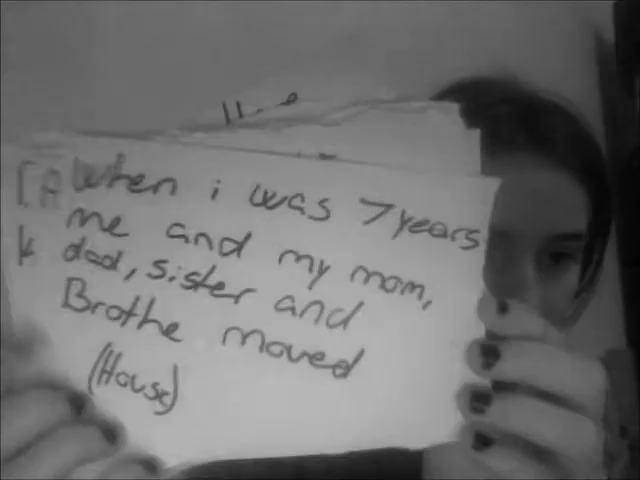 When i was 7 years
me and my mom,
dad, sister and
Brothe moved
(House)